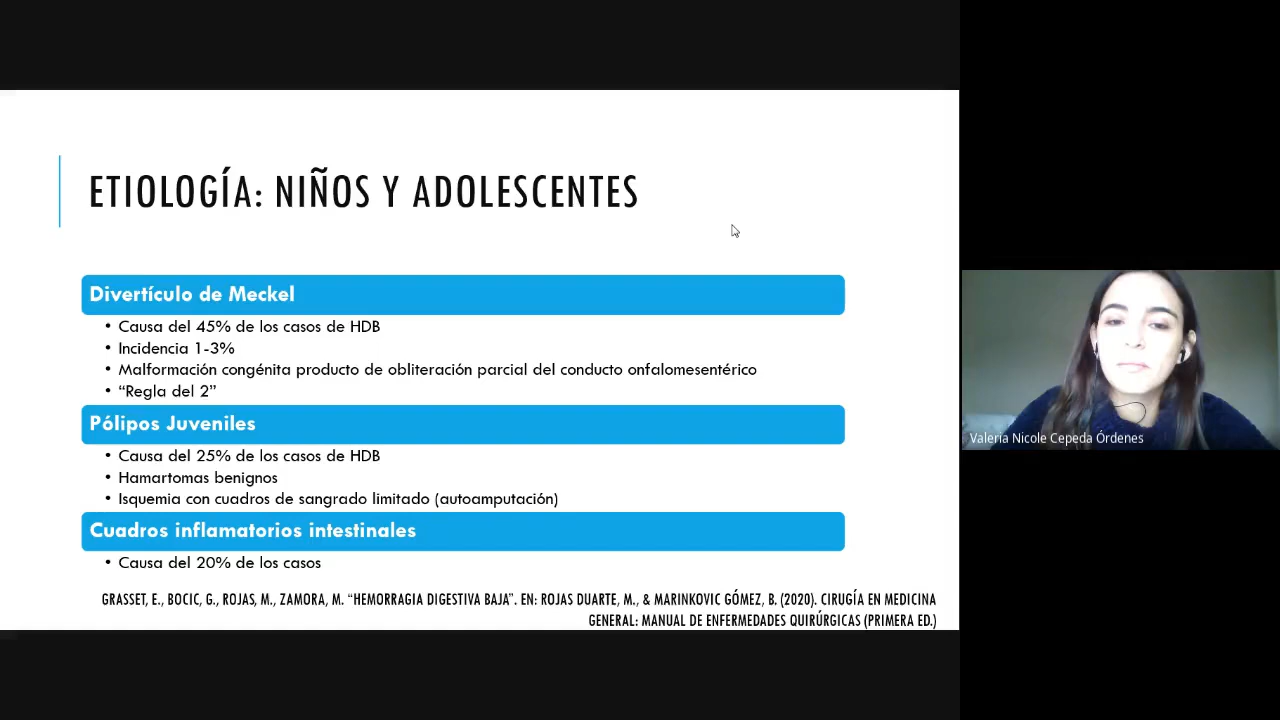 ETIOLOGÍA: NIÑOS Y ADOLESCENTES
Divertículo de Meckel
• Causa del 45% de los casos de HDB
• Incidencia 1-3%
• Malformación congénita producto de obliteración parcial del conducto onfalomesentérico
• “Regla del 2”
Pólipos Juveniles
• Causa del 25% de los casos de HDB
• Hamartomas benignos
• Isquemia con cuadros de sangrado limitado (autoamputación)
Cuadros inflamatorios intestinales
• Causa del 20% de los casos
GRASSET, E., BOCIC, G., ROJAS, M., ZAMORA, M. “HEMORRAGIA DIGESTIVA BAJA”. EN: ROJAS DUARTE, M., & MARINKOVIC GÓMEZ, B. (2020). CIRUGÍA EN MEDICINA
GENERAL: MANUAL DE ENFERMEDADES QUIRÚRGICAS (PRIMERA ED.)
Valeria Nicole Cepeda Órdenes